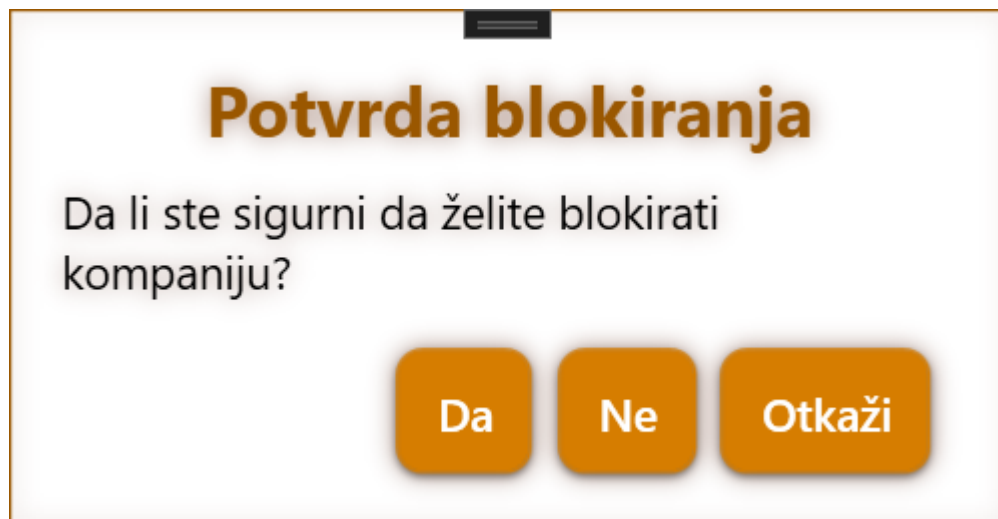 Potvrda blokiranja
Da li ste sigurni da želite blokirati
kompaniju?
Da Ne Otkaži